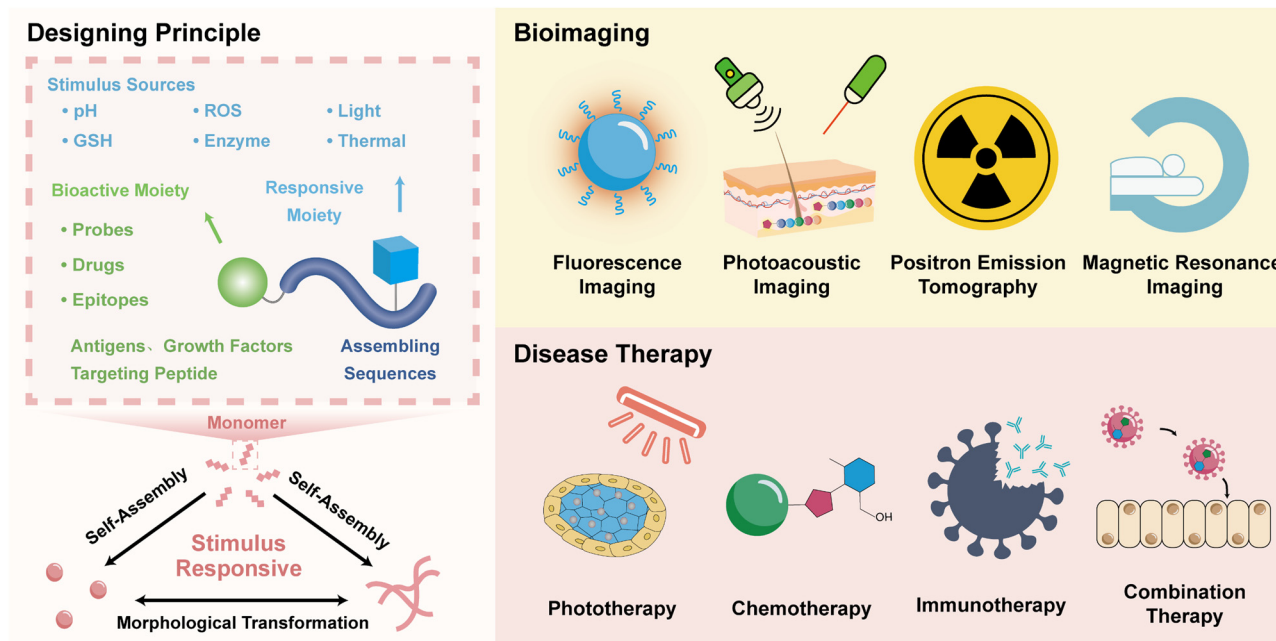 Designing Principle
Stimulus Sources
• pH
• ROS
• Light
• GSH
• Enzyme
• Thermal
Bioactive Moiety
Responsive
Moiety
• Probes
• Drugs
• Epitopes
Antigens、Growth Factors
Targeting Peptide
Assembling
Sequences
Monomer
Self-Assembly
Self-Assembly
Stimulus
Responsive
Morphological Transformation
Bioimaging
Fluorescence
Imaging
Photoacoustic
Imaging
Positron Emission
Tomography
Magnetic Resonance
Imaging
Disease Therapy
OH
Phototherapy
Chemotherapy
Immunotherapy
Combination
Therapy